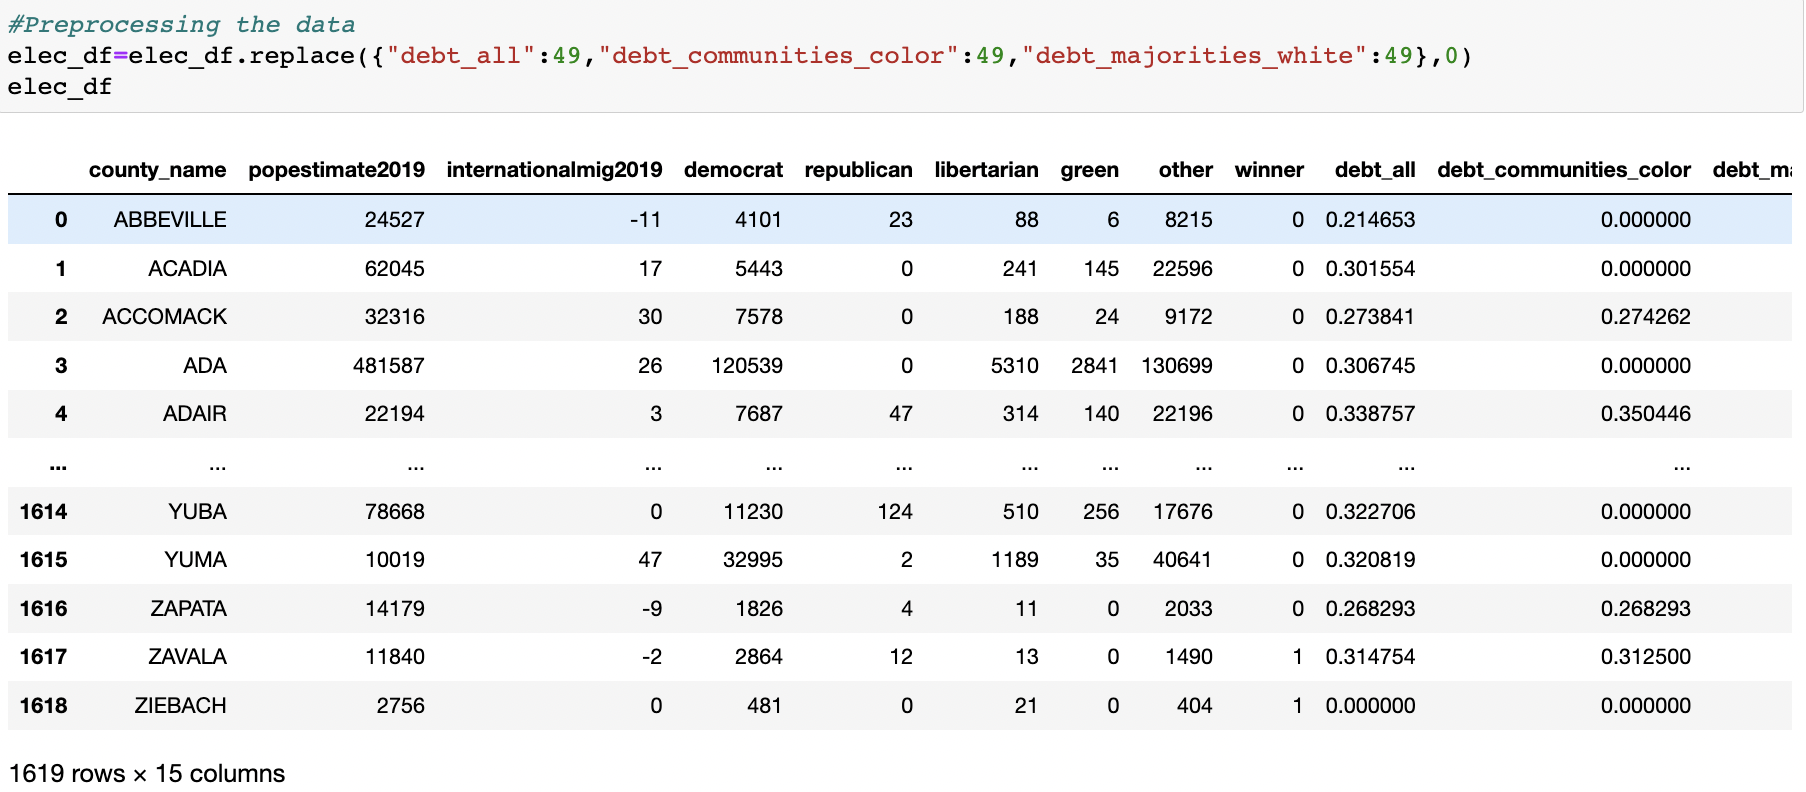 #Preprocessing the data
elec_df=elec_df.replace({"debt_all":49,"debt_communities_color":49,"debt_majorities_white":49},0)
elec_df
county_name popestimate2019 internationalmig2019 democrat republican libertarian green other winner debt_all debt_communities_color debt_ma
0 ABBEVILLE 24527 -11 4101 23 88 6 8215 0 0.214653 0.000000
1 ACADIA 62045 17 5443 0 241 145 22596 0 0.301554 0.000000
2 ACCOMACK 32316 30 7578 0 188 24 9172 0 0.273841 0.274262
3 ADA 481587 26 120539 0 5310 2841 130699 0 0.306745 0.000000
4 ADAIR 22194 3 7687 47 314 140 22196 0 0.338757 0.350446
... ... ... ... ... ... ... ... ... ... ... ...
1614 YUBA 78668 0 11230 124 510 256 17676 0 0.322706 0.000000
1615 YUMA 10019 47 32995 2 1189 35 40641 0 0.320819 0.000000
1616 ZAPATA 14179 -9 1826 4 11 0 2033 0 0.268293 0.268293
1617 ZAVALA 11840 -2 2864 12 13 0 1490 1 0.314754 0.312500
1618 ZIEBACH 2756 0 481 0 21 0 404 1 0.000000 0.000000
1619 rows × 15 columns